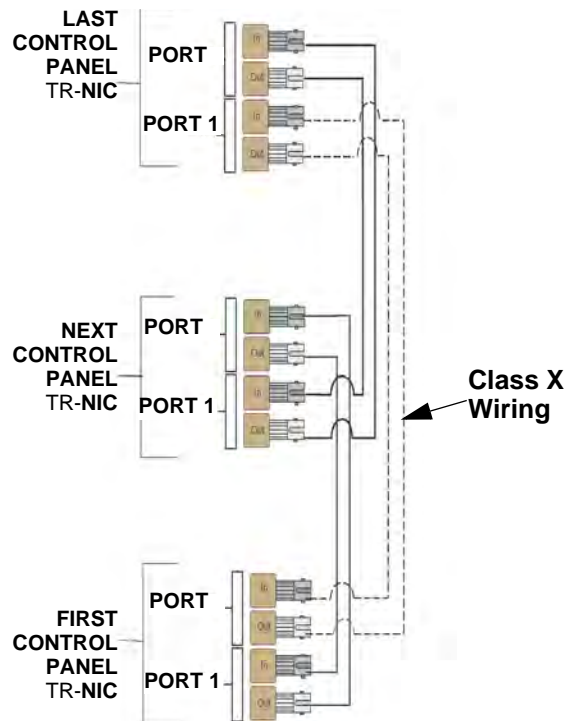 LAST
CONTROL
PANEL
TR-NIC
PORT
In
Out
PORT 1
In
Out
NEXT
CONTROL
PANEL
TR-NIC
PORT
In
Out
PORT 1
In
Out
Class X
Wiring
FIRST
CONTROL
PANEL
TR-NIC
PORT
In
Out
PORT 1
In
Out